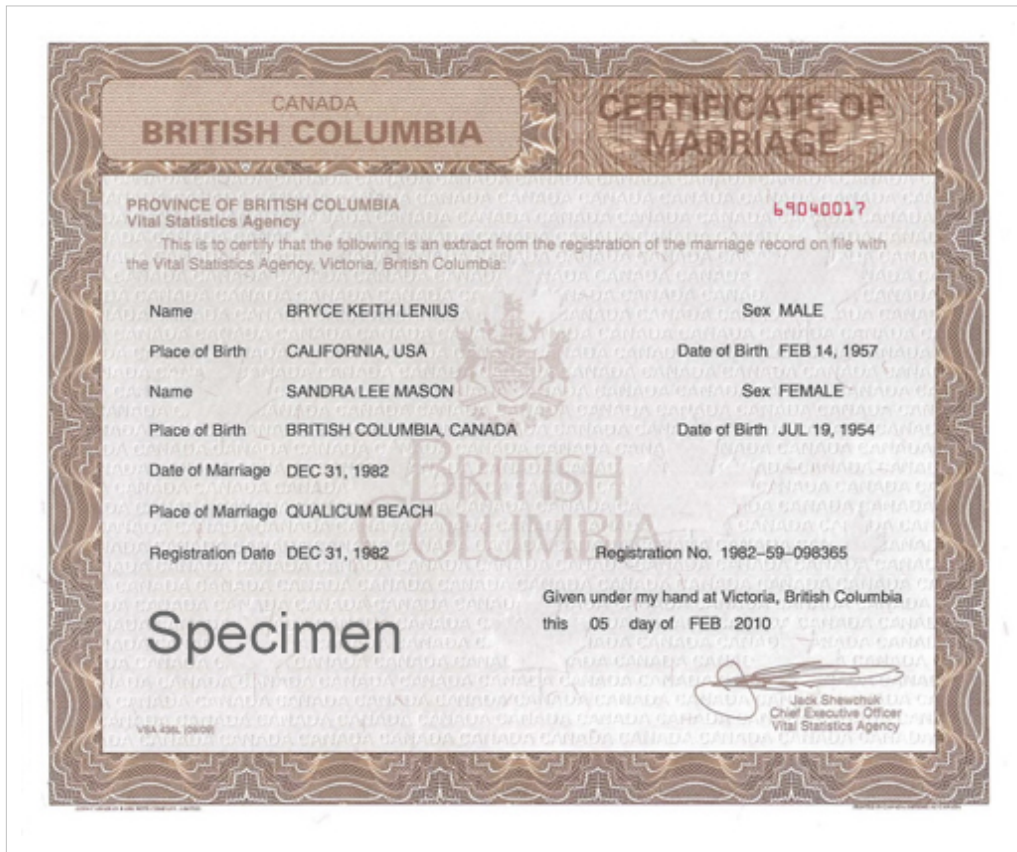 CANADA
BRITISH COLUMBIA
CERTIFICATE OF
MARRIAGE
PROVINCE OF BRITISH COLUMBIA
Vital Statistics Agency
69040017
This is to certify that the following is an extract from the registration of the marriage record on file with
the Vital Statistics Agency, Victoria, British Columbia:
Name BRYCE KEITH LENIUS Sex MALE
Place of Birth CALIFORNIA, USA Date of Birth FEB 14, 1957
Name SANDRA LEE MASON Sex FEMALE
Place of Birth BRITISH COLUMBIA, CANADA Date of Birth JUL 19, 1954
Date of Marriage DEC 31, 1982
Place of Marriage QUALICUM BEACH
Registration Date DEC 31, 1982 Registration No. 1982–59–098365
BRITISH
COLUMBIA
Given under my hand at Victoria, British Columbia
this 05 day of FEB 2010
Specimen
Jack Shewchuk
Chief Executive Officer
Vital Statistics Agency
VSA 436L